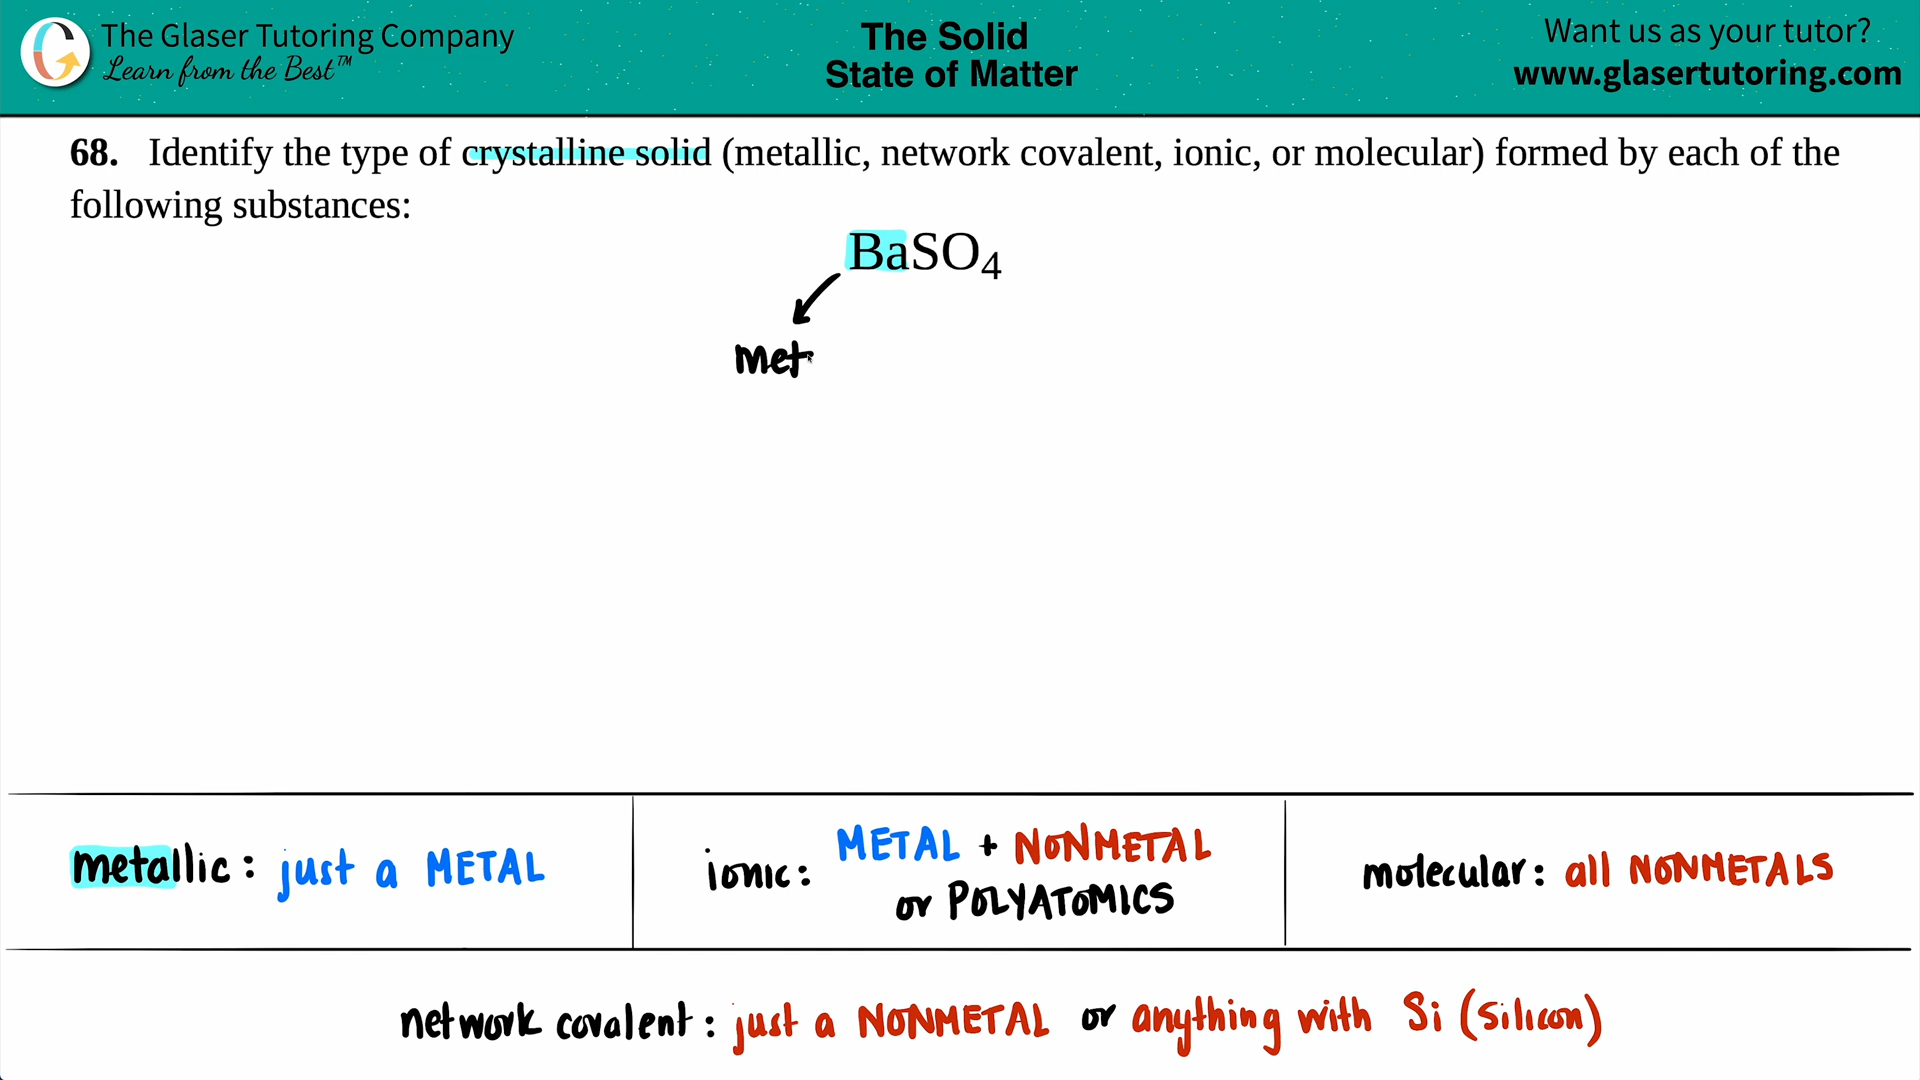 The Glaser Tutoring Company
Learn from the Best™
The Solid
State of Matter
Want us as your tutor?
www.glasertutoring.com
68. Identify the type of crystalline solid (metallic, network covalent, ionic, or molecular) formed by each of the
following substances:
BaSO₄
met
metallic: just a METAL
ionic: METAL + NONMETAL
or POLYATOMICS
molecular: all NONMETALS
network covalent: just a NONMETAL or anything with Si (Silicon)